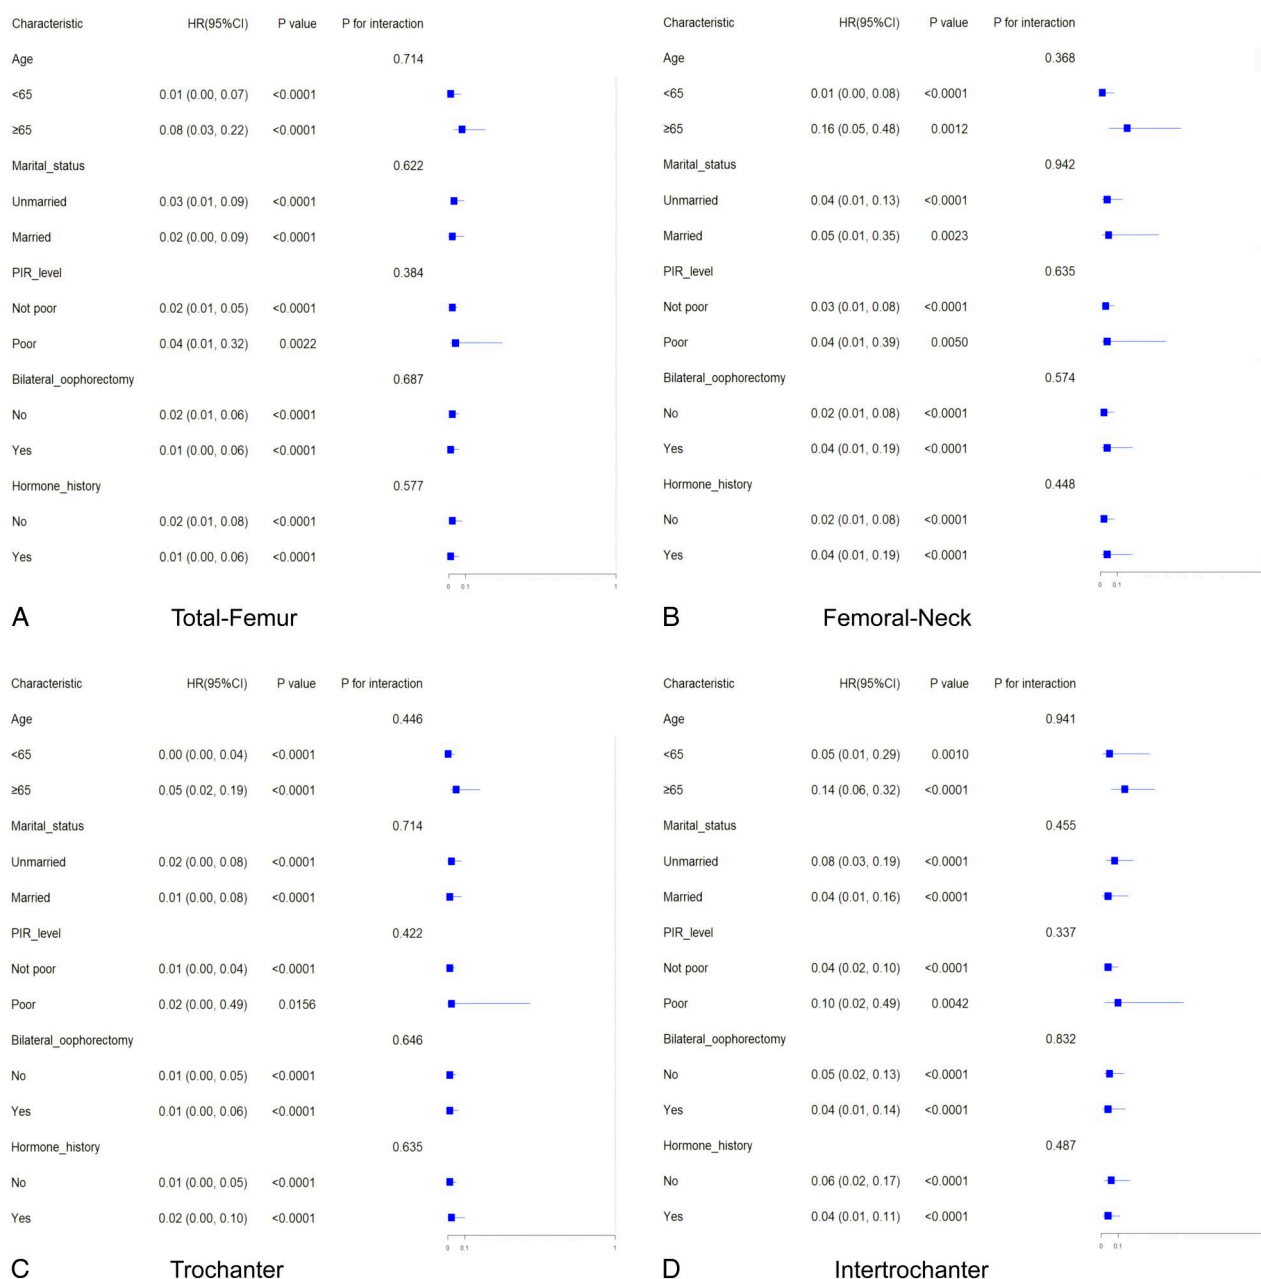 Characteristic HR(95%CI) P value P for interaction
Age 0.714
<65 0.01 (0.00, 0.07) <0.0001
≥65 0.08 (0.03, 0.22) <0.0001
Marital_status 0.622
Unmarried 0.03 (0.01, 0.09) <0.0001
Married 0.02 (0.00, 0.09) <0.0001
PIR_level 0.384
Not poor 0.02 (0.01, 0.05) <0.0001
Poor 0.04 (0.01, 0.32) 0.0022
Bilateral_oophorectomy 0.687
No 0.02 (0.01, 0.06) <0.0001
Yes 0.01 (0.00, 0.06) <0.0001
Hormone_history 0.577
No 0.02 (0.01, 0.08) <0.0001
Yes 0.01 (0.00, 0.06) <0.0001
0 0.1 1
A Total-Femur
Characteristic HR(95%CI) P value P for interaction
Age 0.368
<65 0.01 (0.00, 0.08) <0.0001
≥65 0.16 (0.05, 0.48) 0.0012
Marital_status 0.942
Unmarried 0.04 (0.01, 0.13) <0.0001
Married 0.05 (0.01, 0.35) 0.0023
PIR_level 0.635
Not poor 0.03 (0.01, 0.08) <0.0001
Poor 0.04 (0.01, 0.39) 0.0050
Bilateral_oophorectomy 0.574
No 0.02 (0.01, 0.08) <0.0001
Yes 0.04 (0.01, 0.19) <0.0001
Hormone_history 0.448
No 0.02 (0.01, 0.08) <0.0001
Yes 0.04 (0.01, 0.19) <0.0001
0 0.1
B Femoral-Neck
Characteristic HR(95%CI) P value P for interaction
Age 0.446
<65 0.00 (0.00, 0.04) <0.0001
≥65 0.05 (0.02, 0.19) <0.0001
Marital_status 0.714
Unmarried 0.02 (0.00, 0.08) <0.0001
Married 0.01 (0.00, 0.08) <0.0001
PIR_level 0.422
Not poor 0.01 (0.00, 0.04) <0.0001
Poor 0.02 (0.00, 0.49) 0.0156
Bilateral_oophorectomy 0.646
No 0.01 (0.00, 0.05) <0.0001
Yes 0.01 (0.00, 0.06) <0.0001
Hormone_history 0.635
No 0.01 (0.00, 0.05) <0.0001
Yes 0.02 (0.00, 0.10) <0.0001
0 0.1 1
C Trochanter
Characteristic HR(95%CI) P value P for interaction
Age 0.941
<65 0.05 (0.01, 0.29) 0.0010
≥65 0.14 (0.06, 0.32) <0.0001
Marital_status 0.455
Unmarried 0.08 (0.03, 0.19) <0.0001
Married 0.04 (0.01, 0.16) <0.0001
PIR_level 0.337
Not poor 0.04 (0.02, 0.10) <0.0001
Poor 0.10 (0.02, 0.49) 0.0042
Bilateral_oophorectomy 0.832
No 0.05 (0.02, 0.13) <0.0001
Yes 0.04 (0.01, 0.14) <0.0001
Hormone_history 0.487
No 0.06 (0.02, 0.17) <0.0001
Yes 0.04 (0.01, 0.11) <0.0001
0 0.1
D Intertrochanter